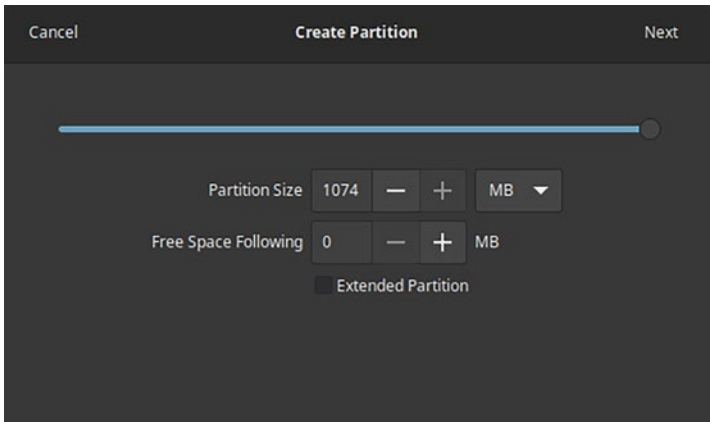 Cancel Create Partition Next
Partition Size 1074 — + MB
Free Space Following 0 — + MB
Extended Partition